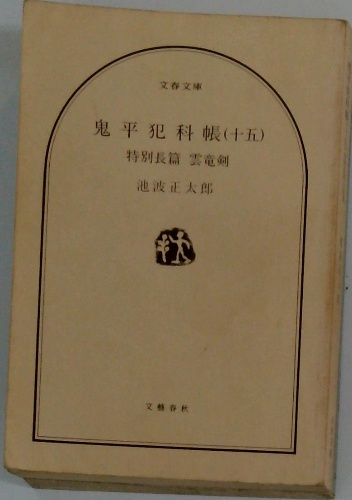 文春文庫
鬼平犯科帳(十五)
特別長篇 雲竜剣
池波正太郎
文藝春秋